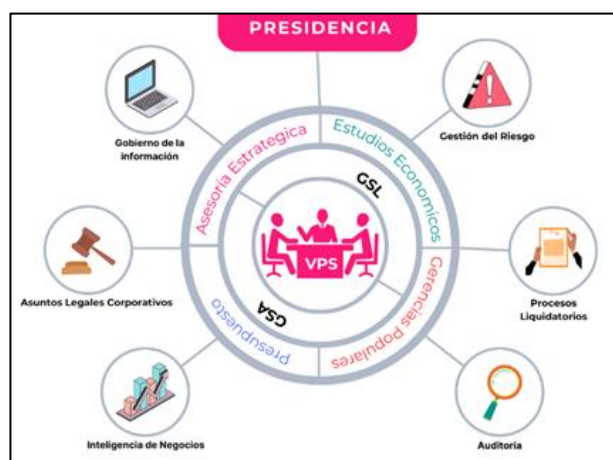 PRESIDENCIA
Gobierno de la
información
Gestión del Riesgo
Asesoría Estrategica
Estudios Economicos
GSL
VPS
GSA
Presupuesto
Gerencias Populares
Asuntos Legales Corporativos
Procesos
Liquidatorios
Inteligencia de Negocios
Auditoría